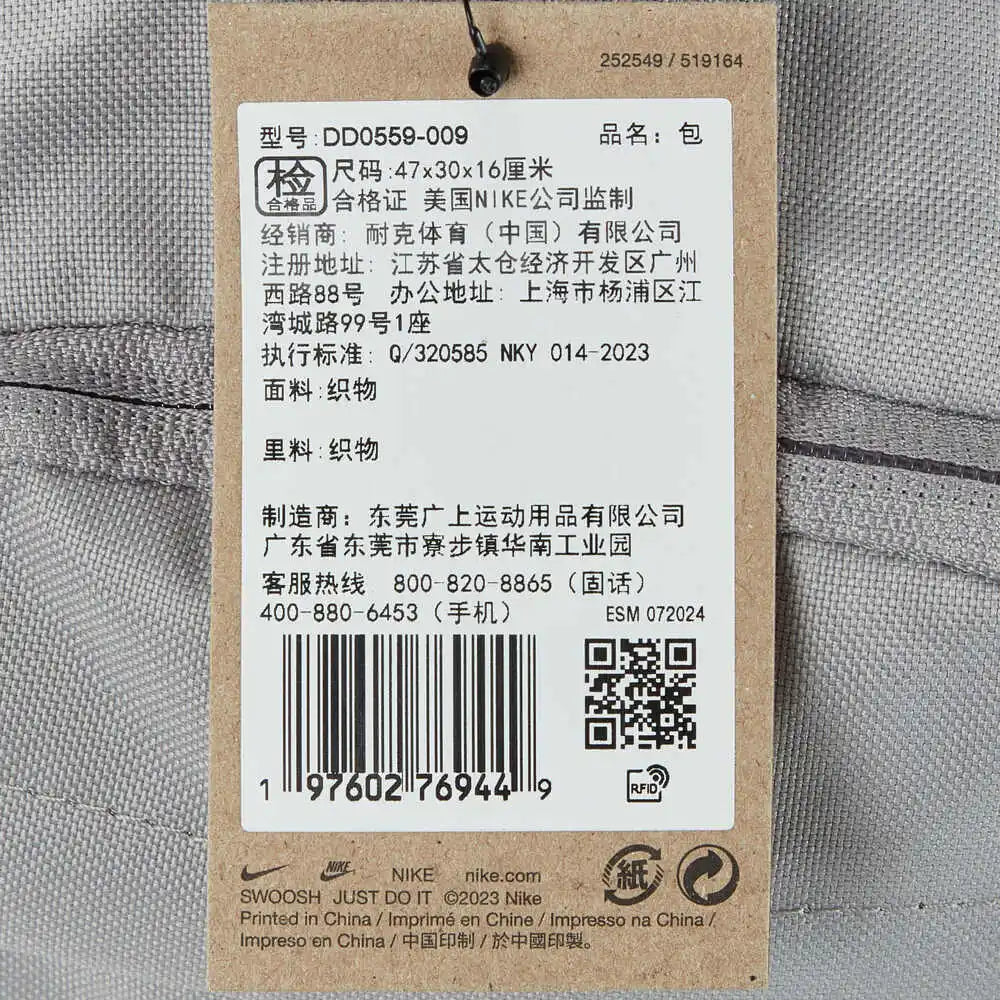 252549 / 519164
型号:DD0559-009 品名：包
检 合格品
尺码:47x30x16厘米
合格证 美国NIKE公司监制
经销商：耐克体育（中国）有限公司
注册地址：江苏省太仓经济开发区广州
西路88号 办公地址：上海市杨浦区江
湾城路99号1座
执行标准：Q/320585 NKY 014-2023
面料:织物
里料:织物
制造商：东莞广上运动用品有限公司
广东省东莞市寮步镇华南工业园
客服热线 800-820-8865（固话）
400-880-6453（手机） ESM 072024
1 97602 76944 9
RFID
NIKE NIKE nike.com
紙
SWOOSH JUST DO IT ©2023 Nike
Printed in China / Imprimé en Chine / Impresso na China /
Impreso en China / 中国印制 / 於中國印製。